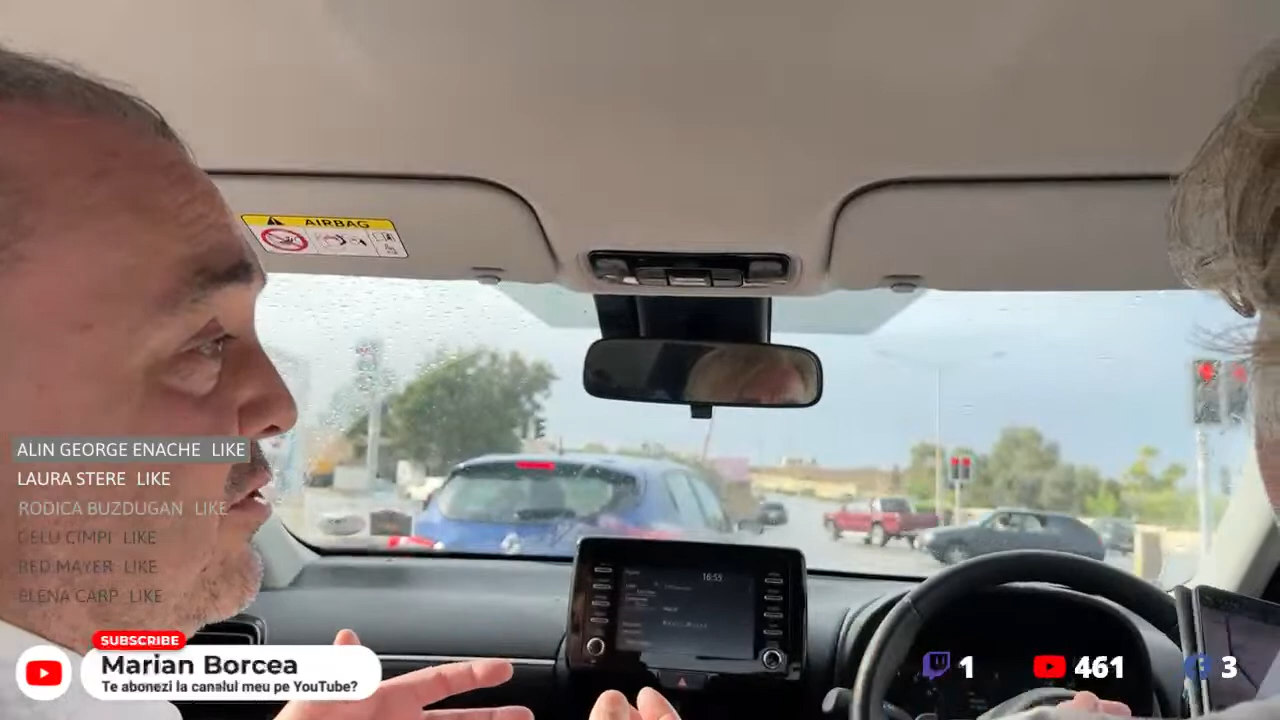 AIRBAG
ALIN GEORGE ENACHE LIKE
LAURA STERE LIKE
RODICA BUZDUGAN LIKE
GELU CIMPI LIKE
RED MAYER LIKE
ELENA CARP LIKE
16:55
SUBSCRIBE
Marian Borcea
Te abonezi la canalul meu pe YouTube?
1
461
3